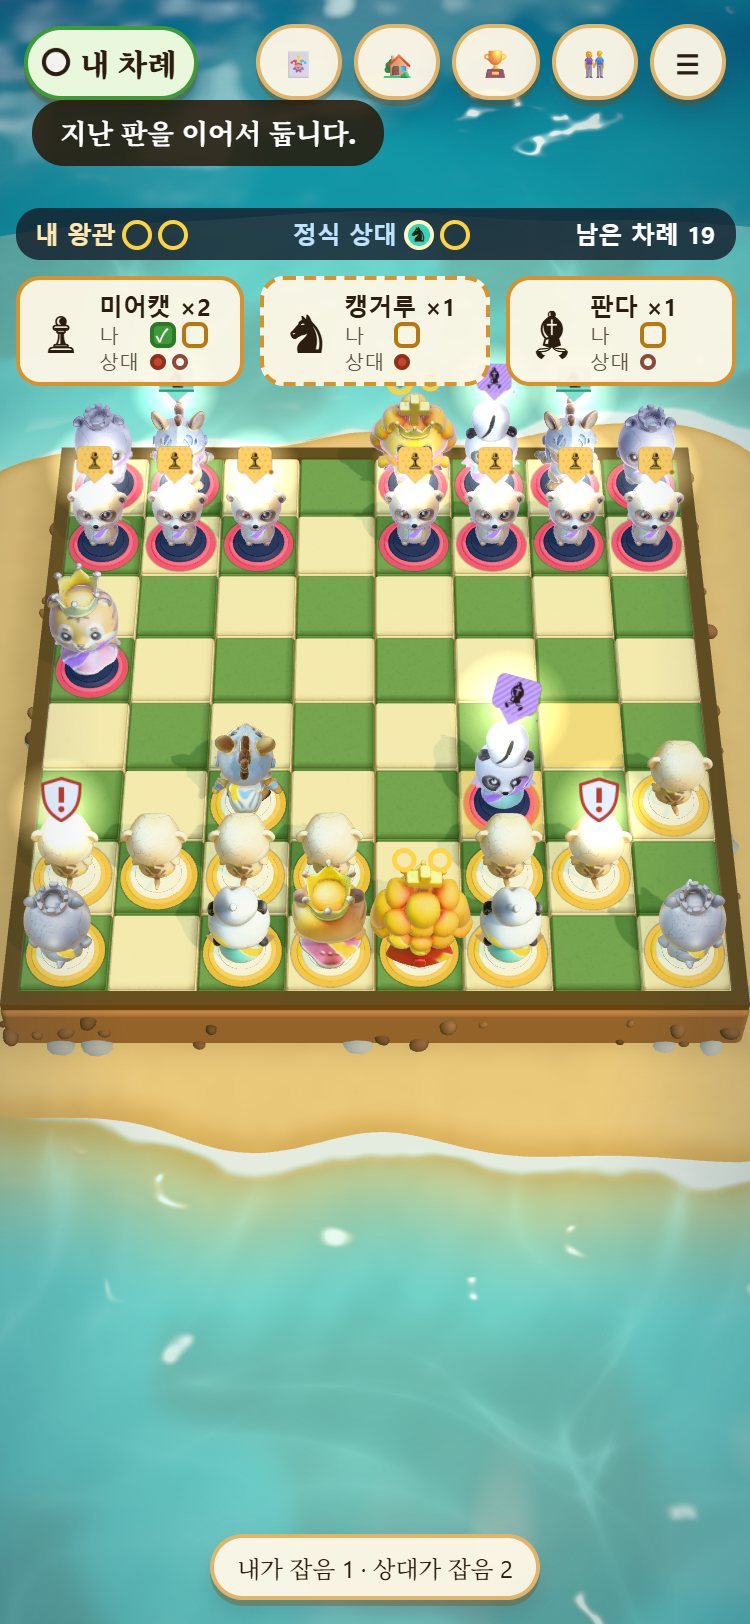 내 차례
지난 판을 이어서 둡니다.
내 왕관
정식 상대
남은 차례 19
미어캣 ×2
나
상대
캥거루 ×1
나
상대
판다 ×1
나
상대
내가 잡음 1 · 상대가 잡음 2